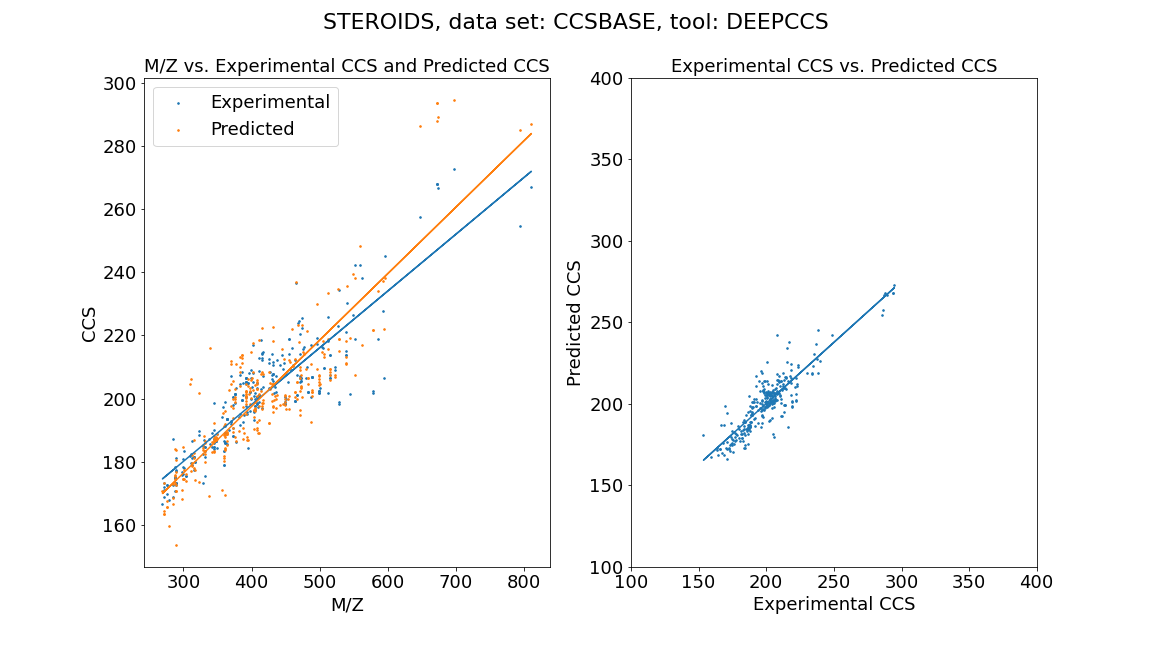 STEROIDS, data set: CCSBASE, tool: DEEPCCS
M/Z vs. Experimental CCS and Predicted CCS
Experimental
Predicted
CCS
300
280
260
240
220
200
180
160
300 400 500 600 700 800
M/Z
Experimental CCS vs. Predicted CCS
Predicted CCS
400
350
300
250
200
150
100
100 150 200 250 300 350 400
Experimental CCS